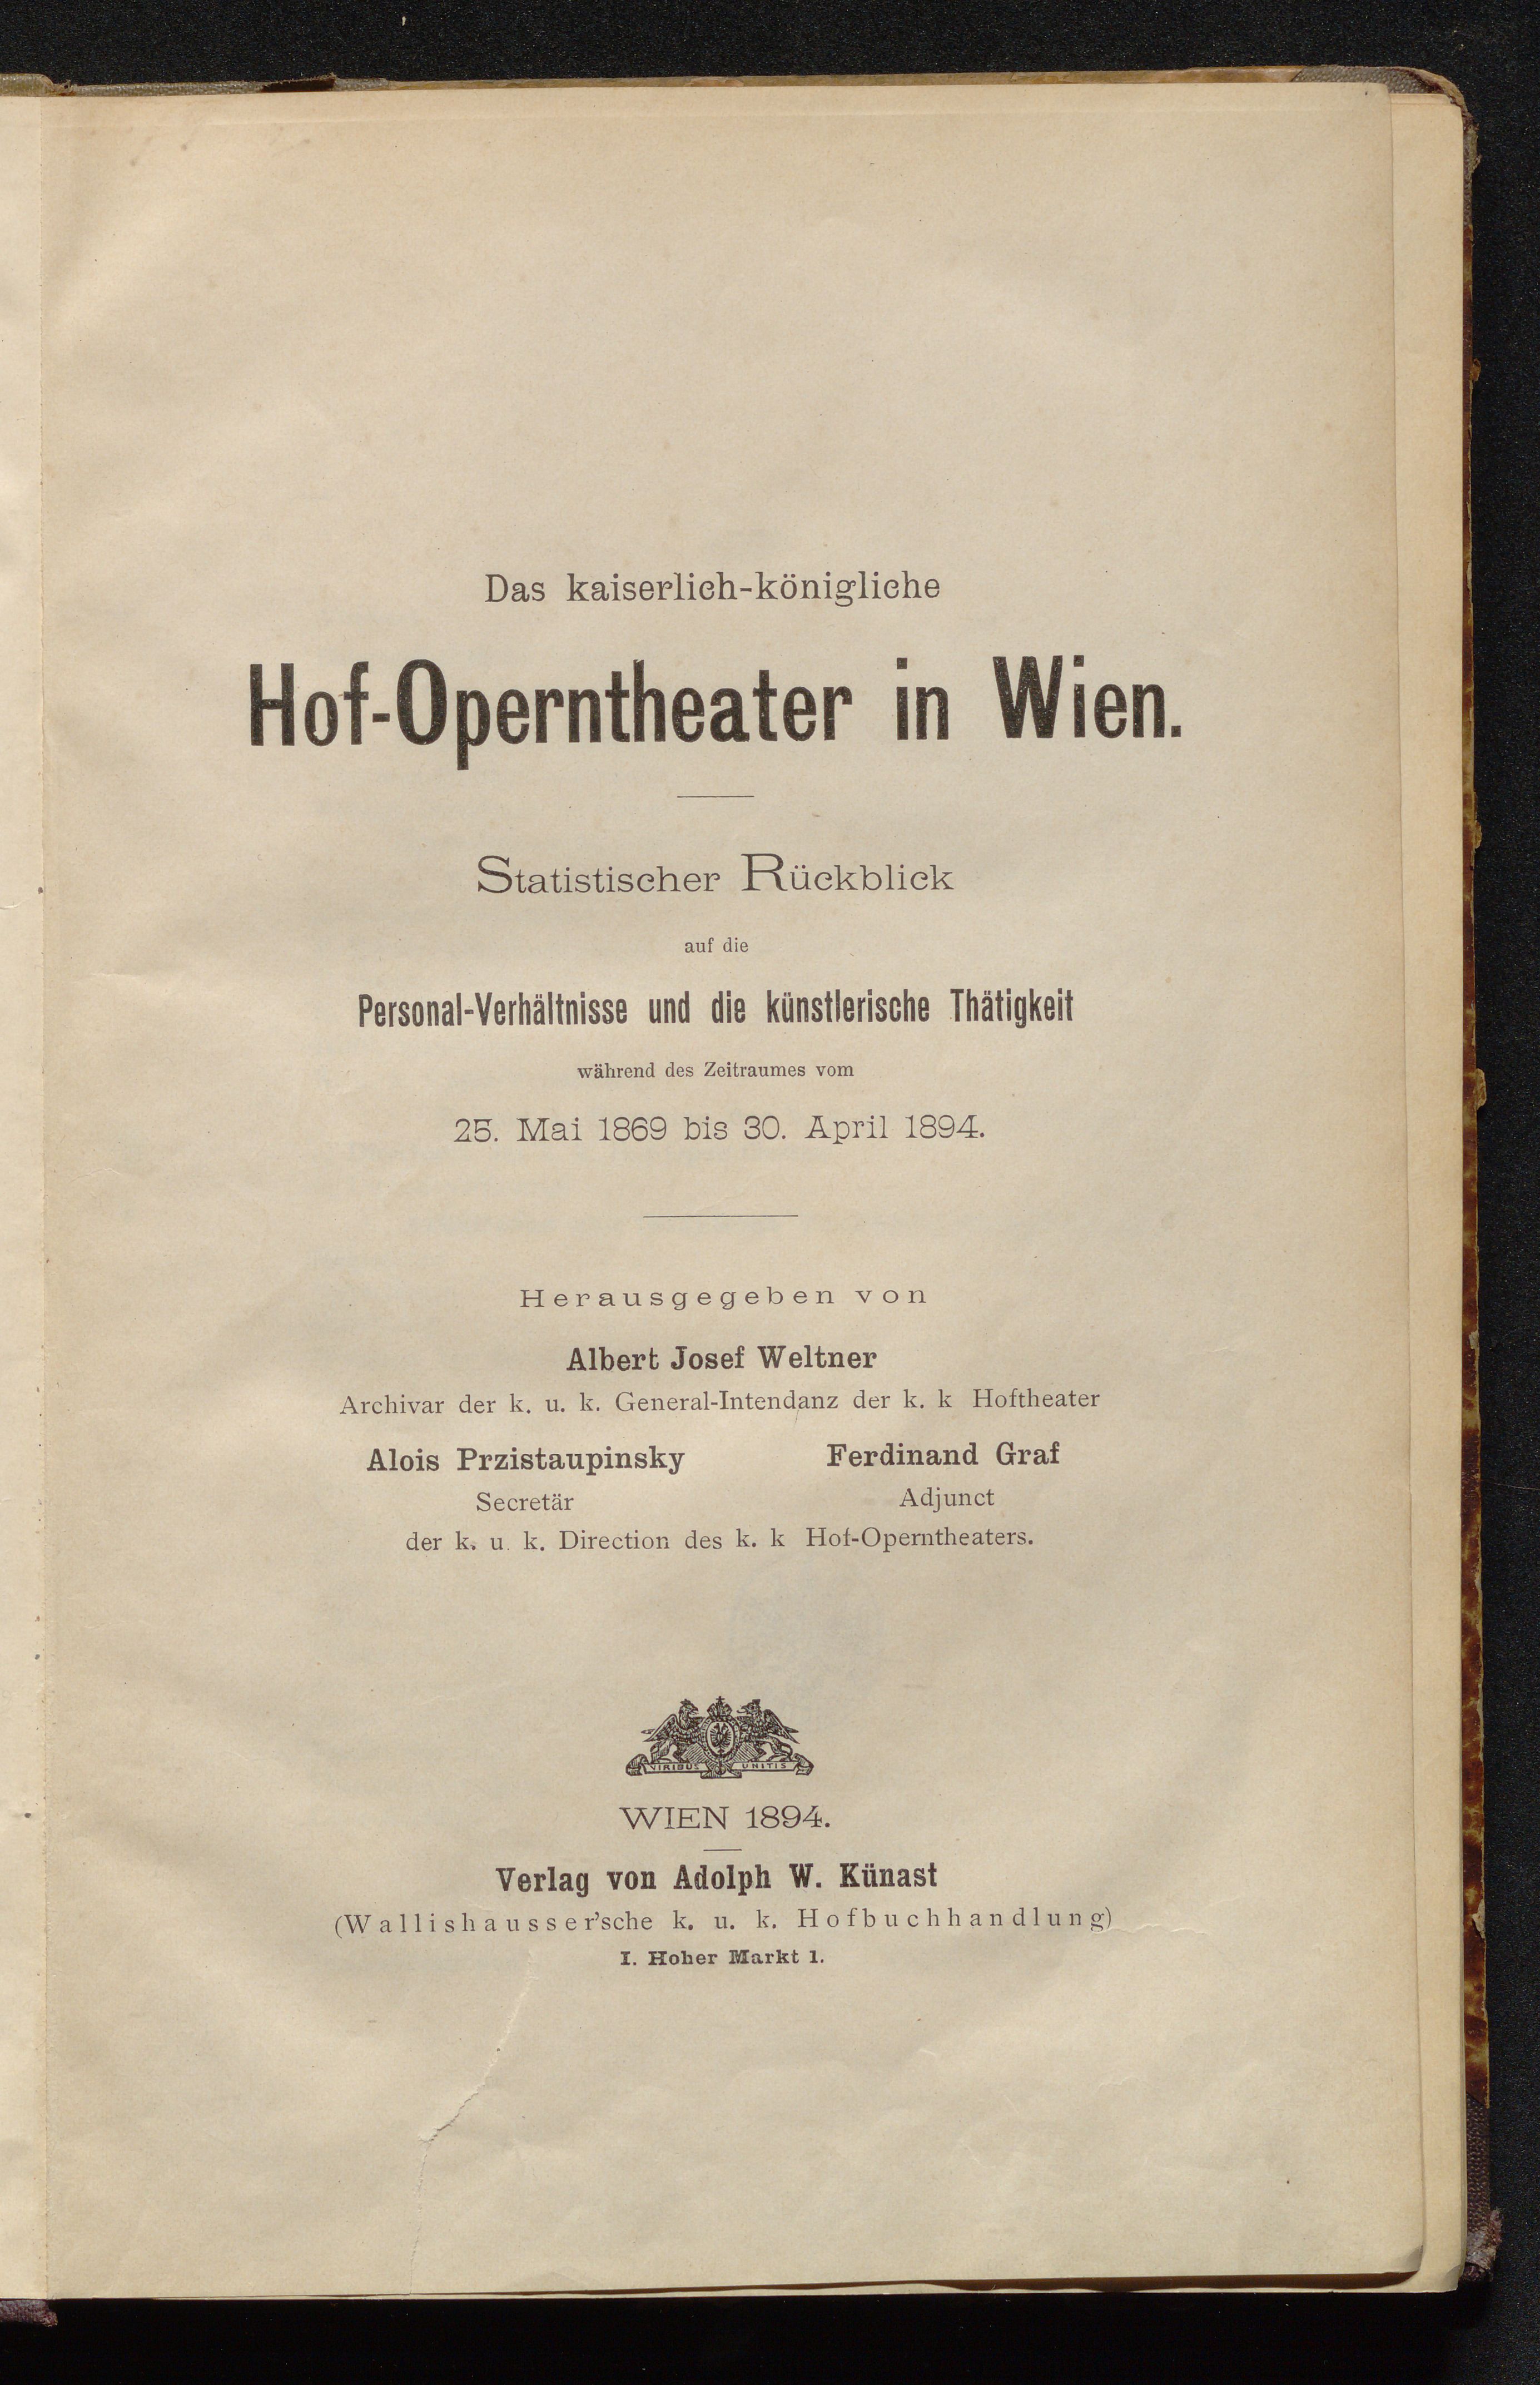 Das kaiserlich-königliche
Hof-Operntheater in Wien.
Statistischer Rückblick
auf die
Personal-Verhältnisse und die künstlerische Thätigkeit
während des Zeitraumes vom
25. Mai 1869 bis 30. April 1894.
Herausgegeben von
Albert Josef Weltner
Archivar der k. u. k. General-Intendanz der k. k Hoftheater
Alois Przistaupinsky Ferdinand Graf
Secretär Adjunct
der k. u. k. Direction des k. k Hof-Operntheaters.
VIRIBUS UNITIS
WIEN 1894.
Verlag von Adolph W. Künast
(Wallishausser'sche k. u. k. Hofbuchhandlung)
I. Hoher Markt 1.